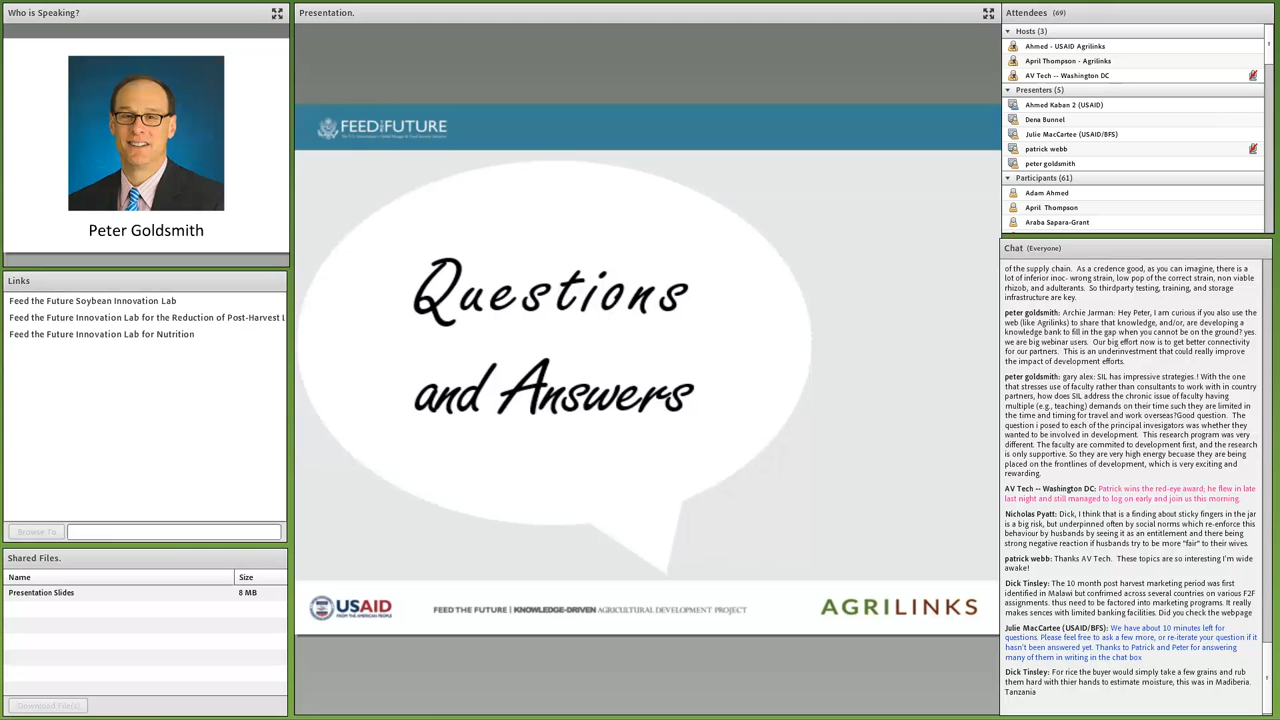 Who is Speaking?
Peter Goldsmith
Links
Feed the Future Soybean Innovation Lab
Feed the Future Innovation Lab for the Reduction of Post-Harvest L
Feed the Future Innovation Lab for Nutrition
Browse To
Shared Files.
Name Size
Presentation Slides 8 MB
Download File(s)
Presentation.
FEED THE FUTURE
Questions
and Answers
USAID
FROM THE AMERICAN PEOPLE
FEED THE FUTURE | KNOWLEDGE-DRIVEN AGRICULTURAL DEVELOPMENT PROJECT
AGRILINKS
Attendees (69)
Hosts (3)
Ahmed - USAID Agrilinks
April Thompson - Agrilinks
AV Tech -- Washington DC
Presenters (5)
Ahmed Kaban 2 (USAID)
Dena Bunnel
Julie MacCartee (USAID/BFS)
patrick webb
peter goldsmith
Participants (61)
Adam Ahmed
April Thompson
Araba Sapara-Grant
Chat (Everyone)
of the supply chain. As a credence good, as you can imagine, there is a
lot of inferior inoc- wrong strain, low pop of the correct strain, non viable
rhizob, and adulterants. So thirdparty testing, training, and storage
infrastructure are key.
peter goldsmith: Archie Jarman: Hey Peter, I am curious if you also use the
web (like Agrilinks) to share that knowledge, and/or, are developing a
knowledge bank to fill in the gap when you cannot be on the ground? yes.
we are big webinar users. Our big effort now is to get better connectivity
for our partners. This is an underinvestment that could really improve
the impact of development efforts.
peter goldsmith: gary alex: SIL has impressive strategies.! With the one
that stresses use of faculty rather than consultants to work with in country
partners, how does SIL address the chronic issue of faculty having
multiple (e.g., teaching) demands on their time such they are limited in
the time and timing for travel and work overseas?Good question. The
question i posed to each of the principal invesigators was whether they
wanted to be involved in development. This research program was very
different. The faculty are commited to development first, and the research
is only supportive. So they are very high energy becuase they are being
placed on the frontlines of development, which is very exciting and
rewarding.
AV Tech -- Washington DC: Patrick wins the red-eye award; he flew in late
last night and still managed to log on early and join us this morning.
Nicholas Pyatt: Dick, I think that is a finding about sticky fingers in the jar
is a big risk, but underpinned often by social norms which re-enforce this
behaviour by husbands by seeing it as an entitlement and there being
strong negative reaction if husbands try to be more "fair" to their wives.
patrick webb: Thanks AV Tech. These topics are so interesting I'm wide
awake!
Dick Tinsley: The 10 month post harvest marketing period was first
identified in Malawi but confirmed across several countries on various F2F
assignments. thus need to be factored into marketing programs. It really
makes sences with limited banking facilities. Did you check the webpage
Julie MacCartee (USAID/BFS): We have about 10 minutes left for
questions. Please feel free to ask a few more, or re-iterate your question if it
hasn't been answered yet. Thanks to Patrick and Peter for answering
many of them in writing in the chat box
Dick Tinsley: For rice the buyer would simply take a few grains and rub
them hard with thier hands to estimate moisture, this was in Madiberia.
Tanzania